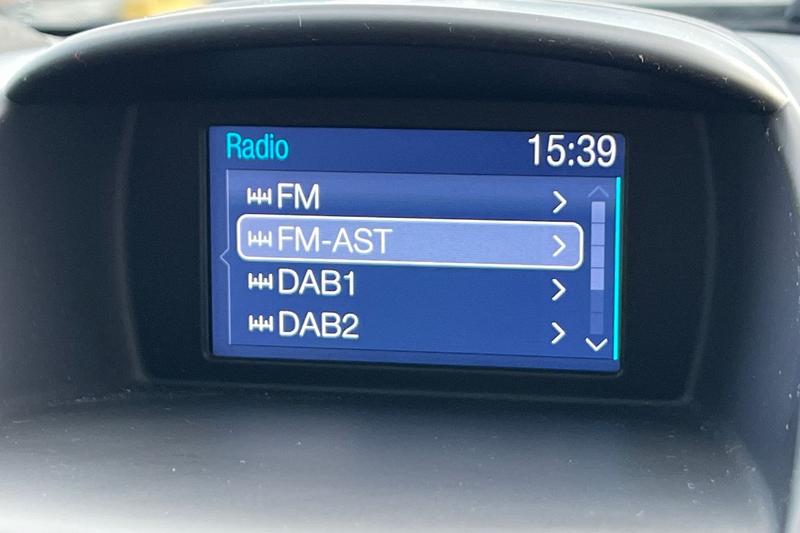 Radio 15:39
FM
FM-AST
DAB1
DAB2